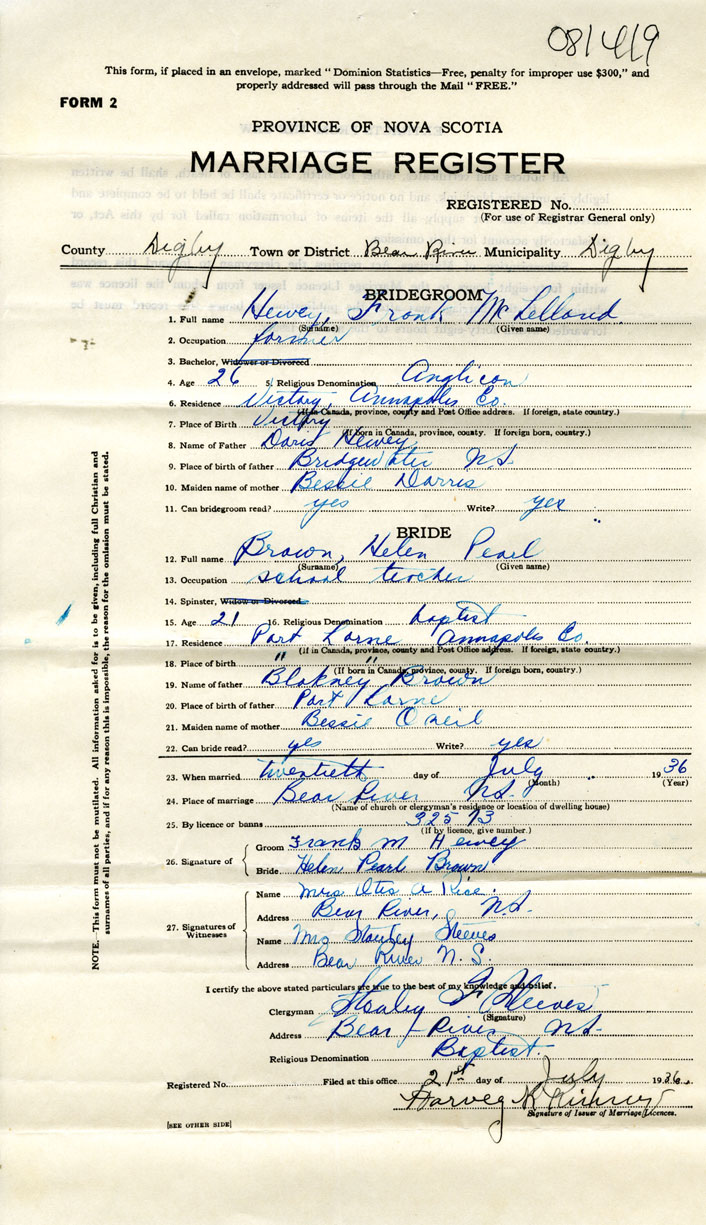 081419
This form, if placed in an envelope, marked "Dominion Statistics—Free, penalty for improper use $300," and
properly addressed will pass through the Mail "FREE."
FORM 2
PROVINCE OF NOVA SCOTIA
MARRIAGE REGISTER
REGISTERED No.
(For use of Registrar General only)
County Digby Town or District Bear River Municipality Digby
BRIDEGROOM
1. Full name Hewey, Frank McLelland
(Surname) (Given name)
2. Occupation farmer
3. Bachelor, Widower or Divorced
4. Age 26 5. Religious Denomination Anglican
6. Residence Victory, Annapolis Co.
(If in Canada, province, county and Post Office address. If foreign, state country.)
7. Place of Birth Victory
(If born in Canada, province, county. If foreign born, country.)
8. Name of Father David Hewey
9. Place of birth of father Bridgewater N.S.
10. Maiden name of mother Bessie
11. Can bridegroom read? yes Write? yes
BRIDE
12. Full name Brown, Helen Pearl
(Surname) (Given name)
13. Occupation school teacher
14. Spinster, Widow or Divorced
15. Age 21 16. Religious Denomination baptist
17. Residence Port Lorne Annapolis Co.
(If in Canada, province, county and Post Office address. If foreign, state country.)
18. Place of birth " "
(If born in Canada, province, county. If foreign born, country.)
19. Name of father Blakney Brown
20. Place of birth of father Port Lorne
21. Maiden name of mother Bessie Oneil
22. Can bride read? yes Write? yes
23. When married twentieth day of July 1936
(Month) (Year)
24. Place of marriage Bear River N.S.
(Name of church or clergyman's residence or location of dwelling house)
25. By licence or banns 32573
(If by licence, give number.)
26. Signature of
Groom Frank M Hewey
Bride Helen Pearl Brown
27. Signatures of Witnesses
Name Mrs Otis A Rice.
Address Bear River, N.S.
Name Mrs Stanley Steeves
Address Bear River N.S.
I certify the above stated particulars are true to the best of my knowledge and belief.
Clergyman F Steeves
(Signature)
Address Bear River N.S.
Religious Denomination Baptist.
Registered No. Filed at this office 21st day of July 1936
Harvey K
Signature of Issuer of Marriage Licences.
[SEE OTHER SIDE]
NOTE.—This form must not be mutilated. All information asked for is to be given, including full Christian and
surnames of all parties, and if for any reason this is impossible, the reason for the omission must be stated.